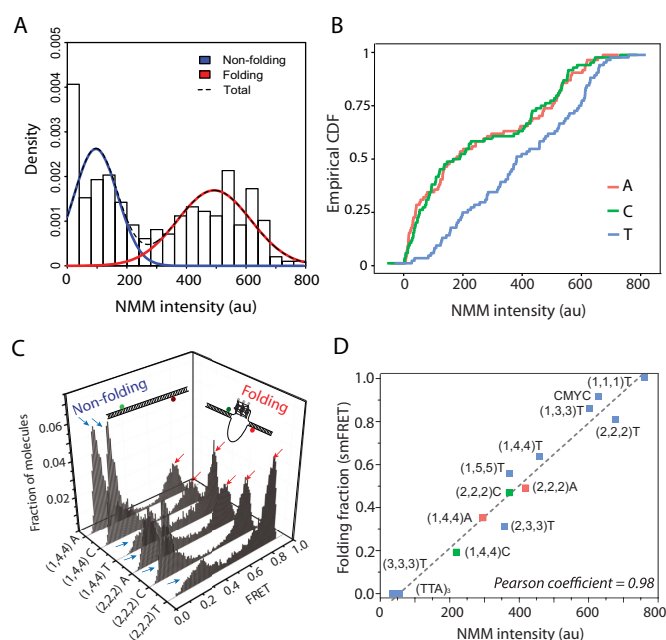 A
0.005
0.004
0.003
0.002
0.001
0
Density
Non-folding
Folding
Total
0 200 400 600 800
NMM intensity (au)
B
1
0.75
0.5
0.25
0
Empirical CDF
A
C
T
0 200 400 600 800
NMM intensity (au)
C
Non-folding
Folding
0.06
0.04
0.02
Fraction of molecules
(1,4,4) A
(1,4,4) C
(1,4,4) T
(2,2,2) A
(2,2,2) C
(2,2,2) T
0.0 0.2 0.4 0.6 0.8 1.0
FRET
D
1.0
0.8
0.6
0.4
0.2
0.0
Folding fraction (smFRET)
(1,1,1)T
CMYC
(1,3,3)T
(2,2,2)T
(1,4,4)T
(1,5,5)T
(2,2,2)C
(2,2,2)A
(1,4,4)A
(2,3,3)T
(1,4,4)C
(3,3,3)T
(TTA)₃
Pearson coefficient = 0.98
0 200 400 600 800
NMM intensity (au)